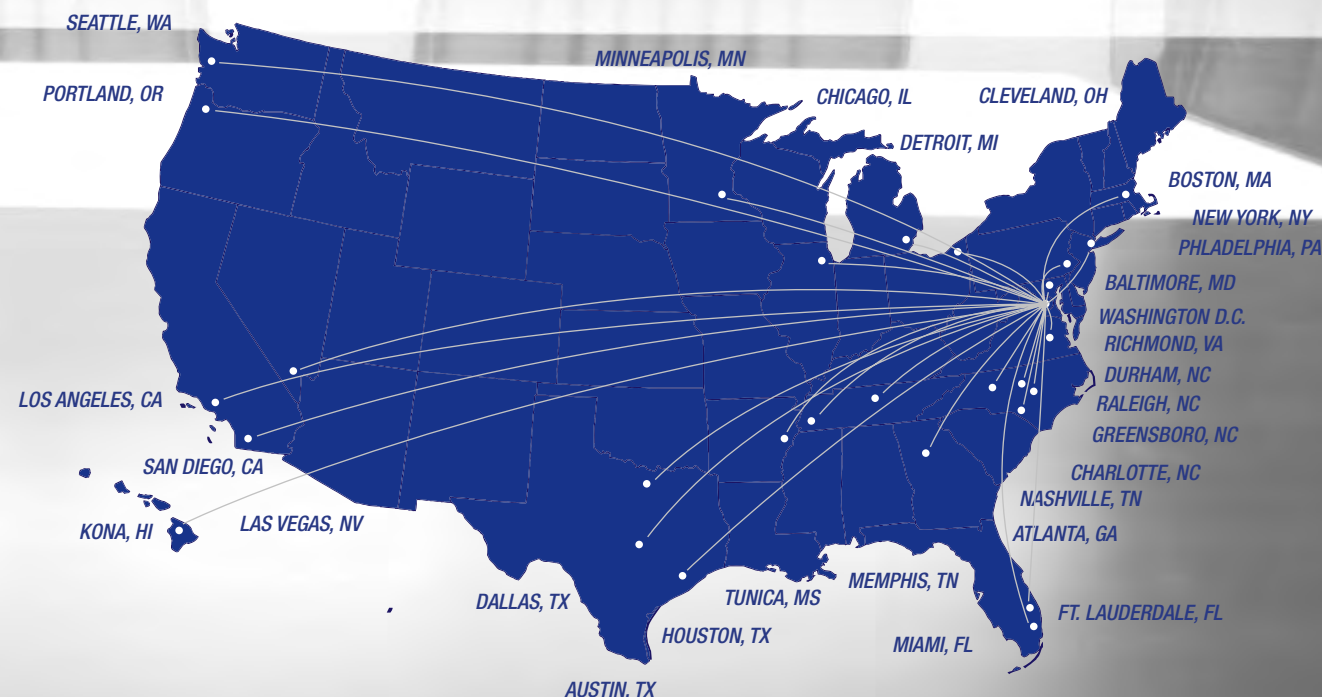 SEATTLE, WA
MINNEAPOLIS, MN
PORTLAND, OR
CHICAGO, IL
CLEVELAND, OH
DETROIT, MI
BOSTON, MA
NEW YORK, NY
PHLADELPHIA, PA
BALTIMORE, MD
WASHINGTON D.C.
RICHMOND, VA
DURHAM, NC
LOS ANGELES, CA
RALEIGH, NC
GREENSBORO, NC
SAN DIEGO, CA
CHARLOTTE, NC
NASHVILLE, TN
LAS VEGAS, NV
KONA, HI
ATLANTA, GA
MEMPHIS, TN
DALLAS, TX
TUNICA, MS
FT. LAUDERDALE, FL
HOUSTON, TX
MIAMI, FL
AUSTIN, TX